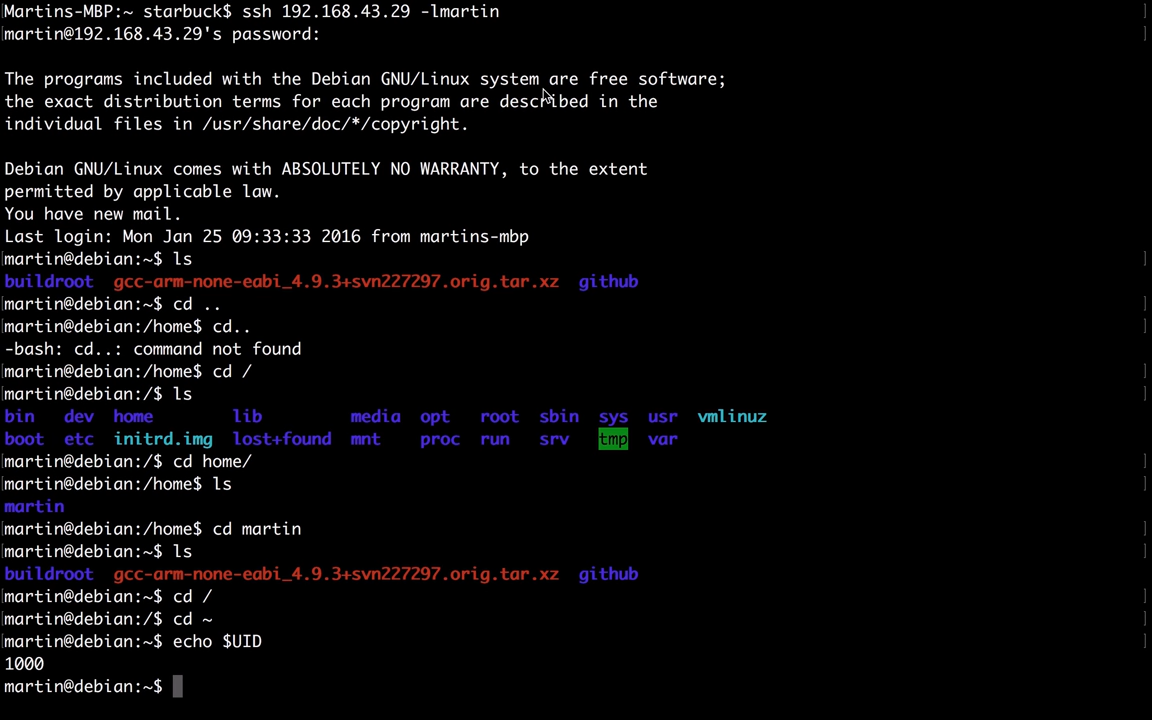 Martins-MBP:~ starbuck$ ssh 192.168.43.29 -lmartin
martin@192.168.43.29's password:
The programs included with the Debian GNU/Linux system are free software;
the exact distribution terms for each program are described in the
individual files in /usr/share/doc/*/copyright.
Debian GNU/Linux comes with ABSOLUTELY NO WARRANTY, to the extent
permitted by applicable law.
You have new mail.
Last login: Mon Jan 25 09:33:33 2016 from martins-mbp
martin@debian:~$ ls
buildroot  gcc-arm-none-eabi_4.9.3+svn227297.orig.tar.xz  github
martin@debian:~$ cd ..
martin@debian:/home$ cd..
-bash: cd..: command not found
martin@debian:/home$ cd /
martin@debian:/$ ls
bin   dev  home        lib         media  opt   root  sbin  sys  usr  vmlinuz
boot  etc  initrd.img  lost+found  mnt    proc  run   srv   tmp  var
martin@debian:/$ cd home/
martin@debian:/home$ ls
martin
martin@debian:/home$ cd martin
martin@debian:~$ ls
buildroot  gcc-arm-none-eabi_4.9.3+svn227297.orig.tar.xz  github
martin@debian:~$ cd /
martin@debian:/$ cd ~
martin@debian:~$ echo $UID
1000
martin@debian:~$